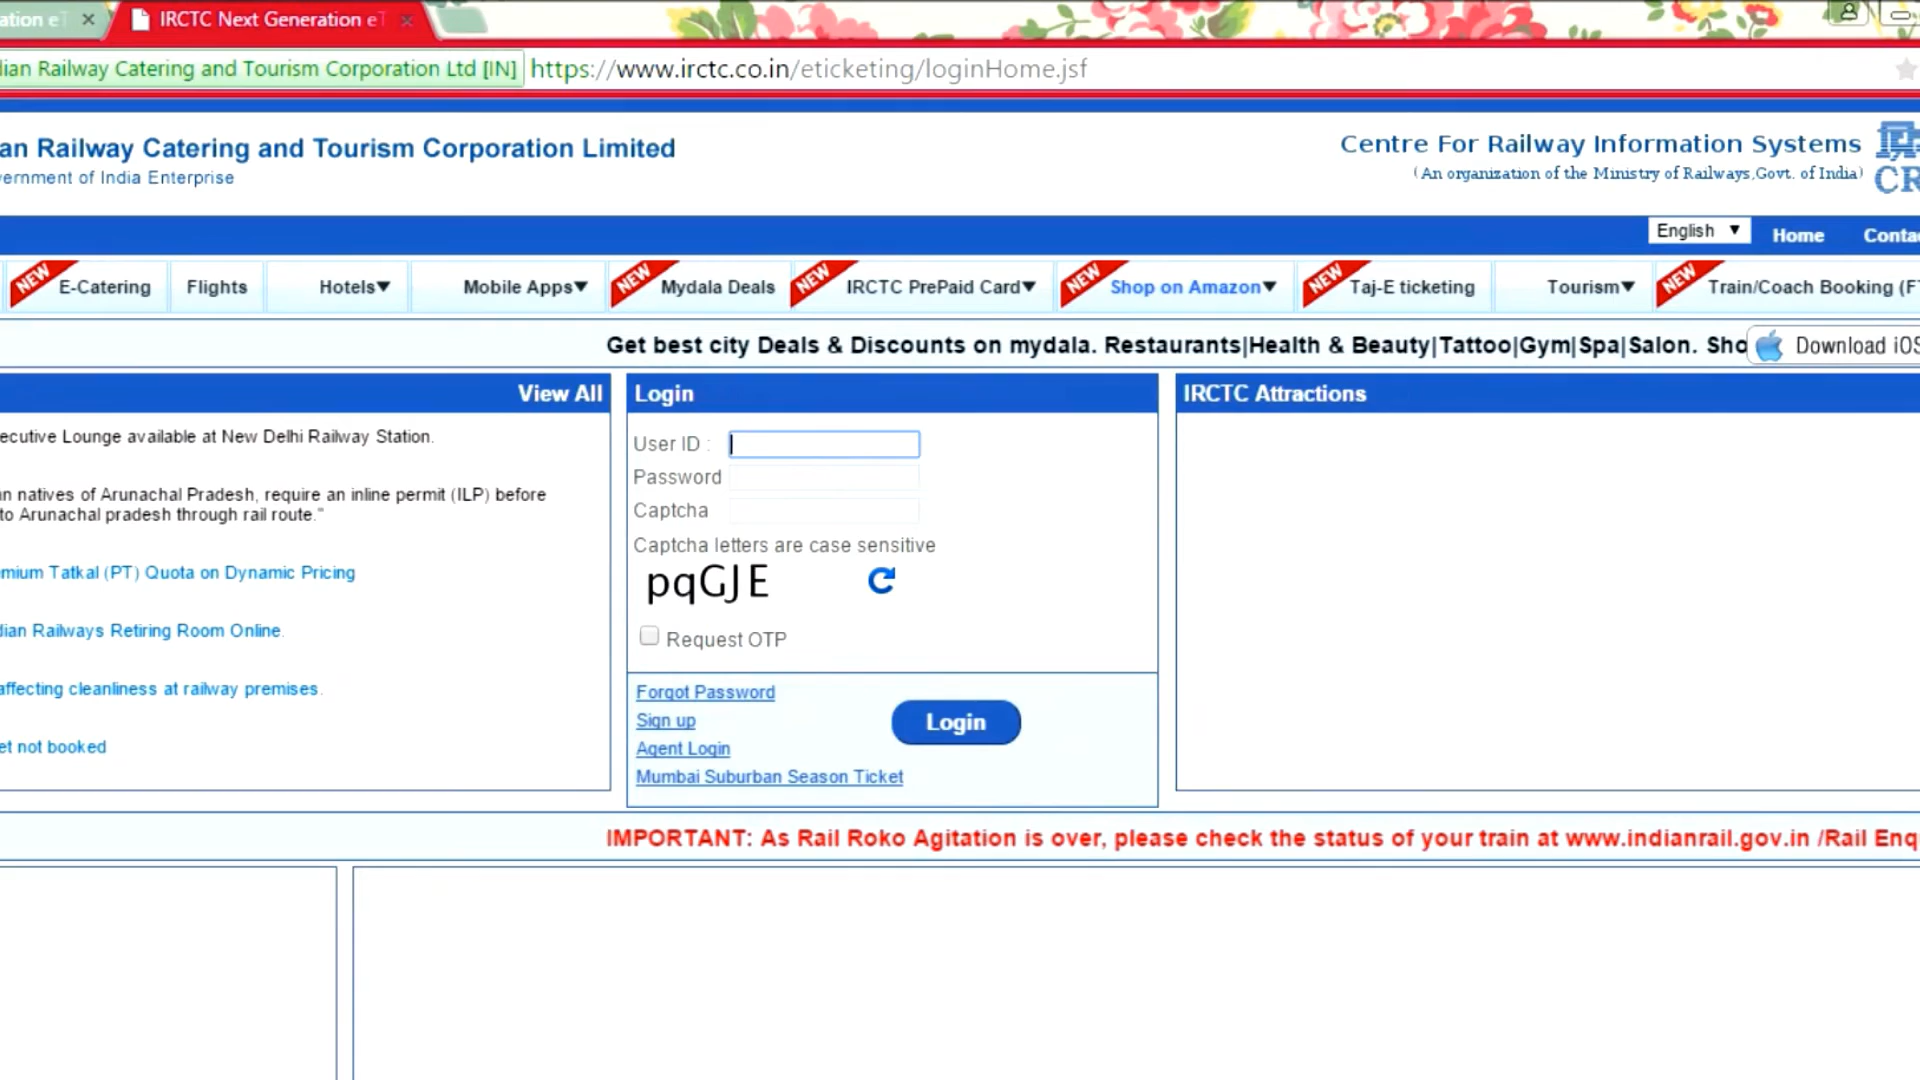 ation eT
IRCTC Next Generation eT
dian Railway Catering and Tourism Corporation Ltd [IN] https://www.irctc.co.in/eticketing/loginHome.jsf
an Railway Catering and Tourism Corporation Limited
vernment of India Enterprise
Centre For Railway Information Systems
(An organization of the Ministry of Railways,Govt. of India)
CR
English Home Contac
NEW E-Catering Flights Hotels Mobile Apps NEW Mydala Deals NEW IRCTC PrePaid Card NEW Shop on Amazon NEW Taj-E ticketing Tourism NEW Train/Coach Booking (FT
Get best city Deals & Discounts on mydala. Restaurants|Health & Beauty|Tattoo|Gym|Spa|Salon. Sho
Download iOS
View All
ecutive Lounge available at New Delhi Railway Station.
an natives of Arunachal Pradesh, require an inline permit (ILP) before
to Arunachal pradesh through rail route."
emium Tatkal (PT) Quota on Dynamic Pricing
dian Railways Retiring Room Online.
affecting cleanliness at railway premises.
et not booked
Login
User ID :
Password
Captcha
Captcha letters are case sensitive
pqGJE
Request OTP
Forgot Password
Sign up
Agent Login
Mumbai Suburban Season Ticket
Login
IRCTC Attractions
IMPORTANT: As Rail Roko Agitation is over, please check the status of your train at www.indianrail.gov.in /Rail Enq